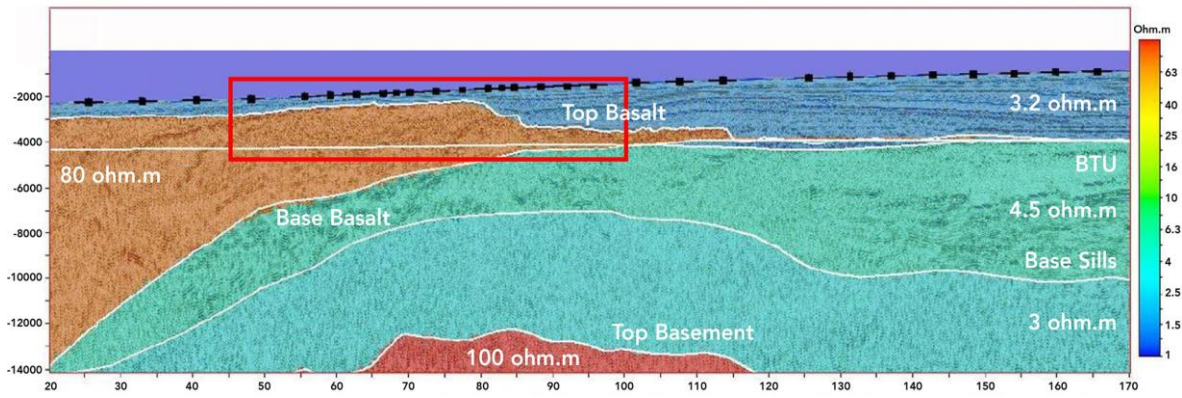 Ohm.m
63
40
25
16
10
6.3
4
2.5
1.5
1
-2000
-4000
-6000
-8000
-10000
-12000
-14000
Top Basalt
3.2 ohm.m
80 ohm.m
BTU
4.5 ohm.m
Base Basalt
Base Sills
Top Basement
3 ohm.m
100 ohm.m
20 30 40 50 60 70 80 90 100 110 120 130 140 150 160 170